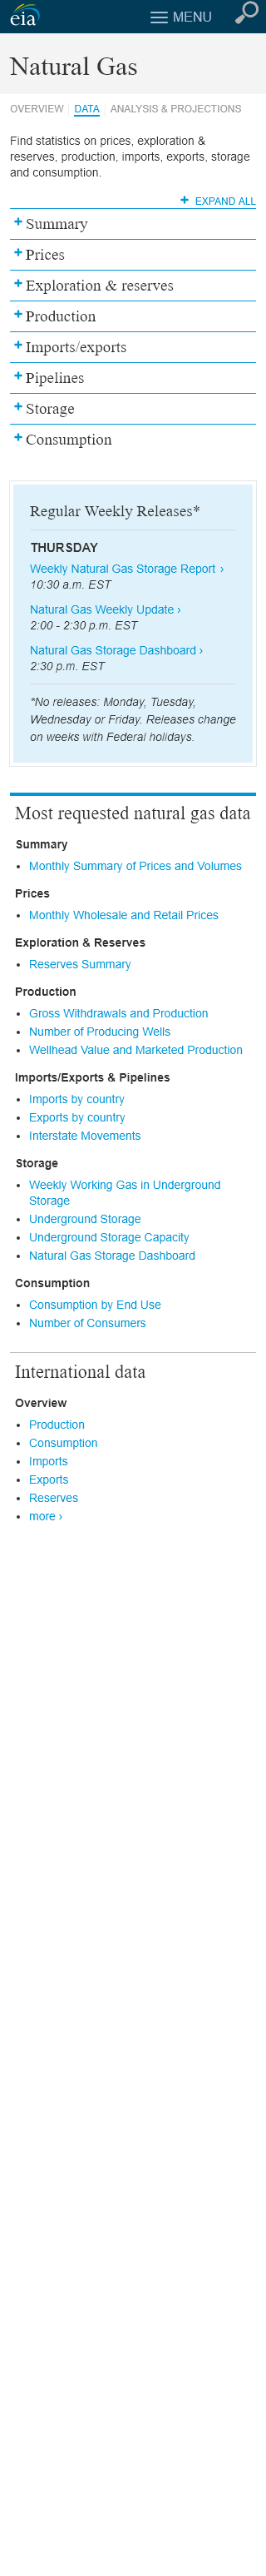 eia
MENU
Natural Gas
OVERVIEW DATA ANALYSIS & PROJECTIONS
Find statistics on prices, exploration &
reserves, production, imports, exports, storage
and consumption.
+ EXPAND ALL
+ Summary
+ Prices
+ Exploration & reserves
+ Production
+ Imports/exports
+ Pipelines
+ Storage
+ Consumption
Regular Weekly Releases*
THURSDAY
Weekly Natural Gas Storage Report ›
10:30 a.m. EST
Natural Gas Weekly Update ›
2:00 - 2:30 p.m. EST
Natural Gas Storage Dashboard ›
2:30 p.m. EST
*No releases: Monday, Tuesday,
Wednesday or Friday. Releases change
on weeks with Federal holidays.
Most requested natural gas data
Summary
• Monthly Summary of Prices and Volumes
Prices
• Monthly Wholesale and Retail Prices
Exploration & Reserves
• Reserves Summary
Production
• Gross Withdrawals and Production
• Number of Producing Wells
• Wellhead Value and Marketed Production
Imports/Exports & Pipelines
• Imports by country
• Exports by country
• Interstate Movements
Storage
• Weekly Working Gas in Underground
Storage
• Underground Storage
• Underground Storage Capacity
• Natural Gas Storage Dashboard
Consumption
• Consumption by End Use
• Number of Consumers
International data
Overview
• Production
• Consumption
• Imports
• Exports
• Reserves
• more ›